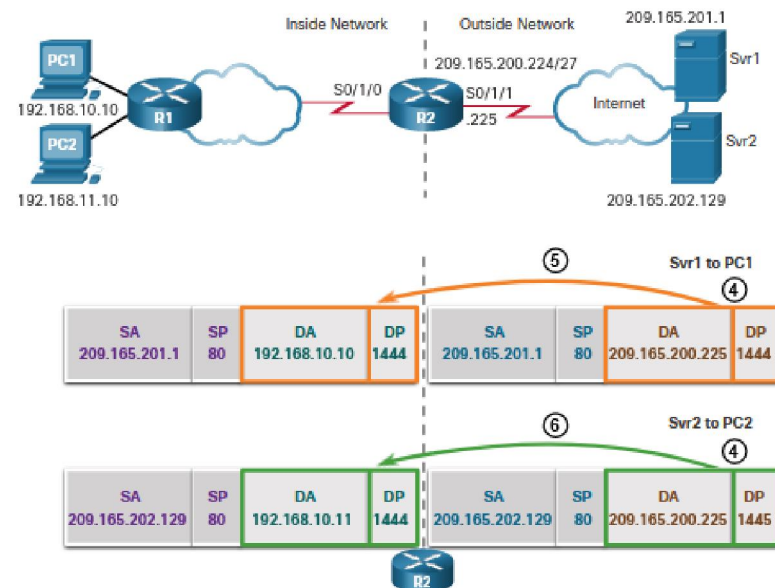 Inside Network
Outside Network
209.165.201.1
PC1
192.168.10.10
R1
S0/1/0
R2
209.165.200.224/27
S0/1/1
.225
Internet
Svr1
PC2
192.168.11.10
Svr2
209.165.202.129
Svr1 to PC1
5
4
SA
209.165.201.1
SP
80
DA
192.168.10.10
DP
1444
SA
209.165.201.1
SP
80
DA
209.165.200.225
DP
1444
Svr2 to PC2
6
4
SA
209.165.202.129
SP
80
DA
192.168.10.11
DP
1444
SA
209.165.202.129
SP
80
DA
209.165.200.225
DP
1445
R2